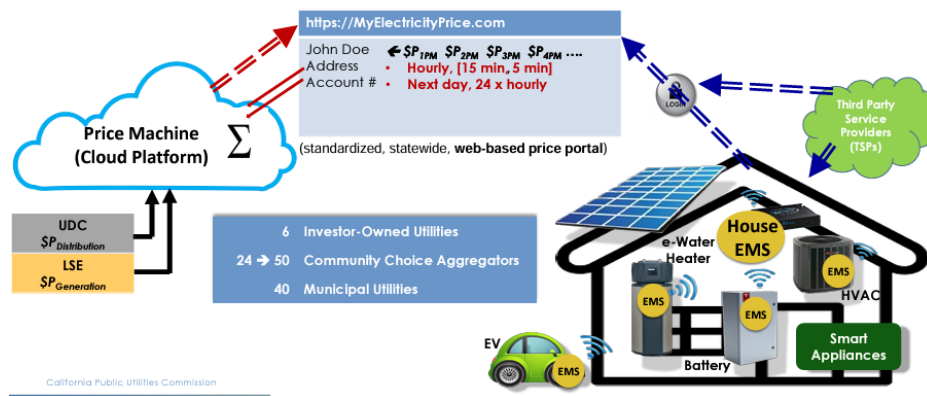 https://MyElectricityPrice.com
John Doe ← $P1PM $P2PM $P3PM $P4PM ....
Address • Hourly, [15 min, 5 min]
Account # • Next day, 24 x hourly
(standardized, statewide, web-based price portal)
Price Machine
(Cloud Platform)
Σ
UDC
$PDistribution
LSE
$PGeneration
6 Investor-Owned Utilities
24 → 50 Community Choice Aggregators
40 Municipal Utilities
LOGIN
Third Party
Service
Providers
(TSPs)
House
EMS
e-Water
Heater
EMS
HVAC
EMS
EMS
Battery
Smart
Appliances
EV
EMS
California Public Utilities Commission